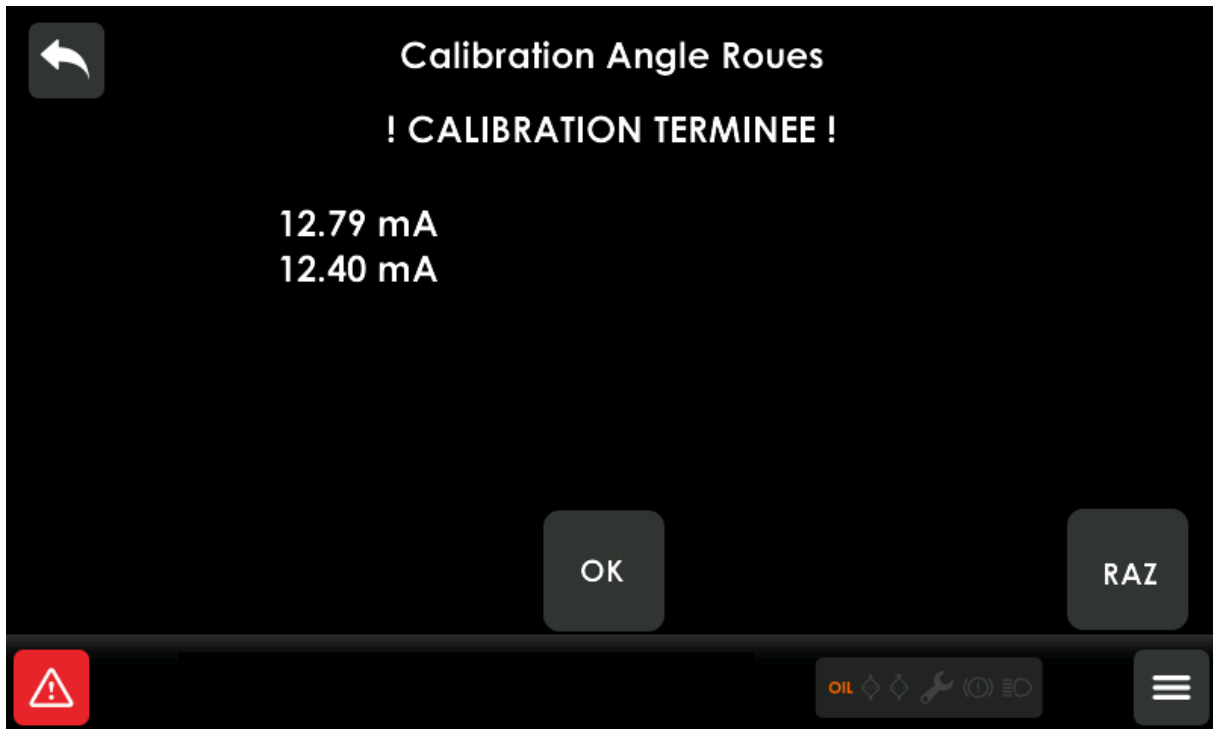 Calibration Angle Roues
! CALIBRATION TERMINEE !
12.79 mA
12.40 mA
OK
RAZ
OIL